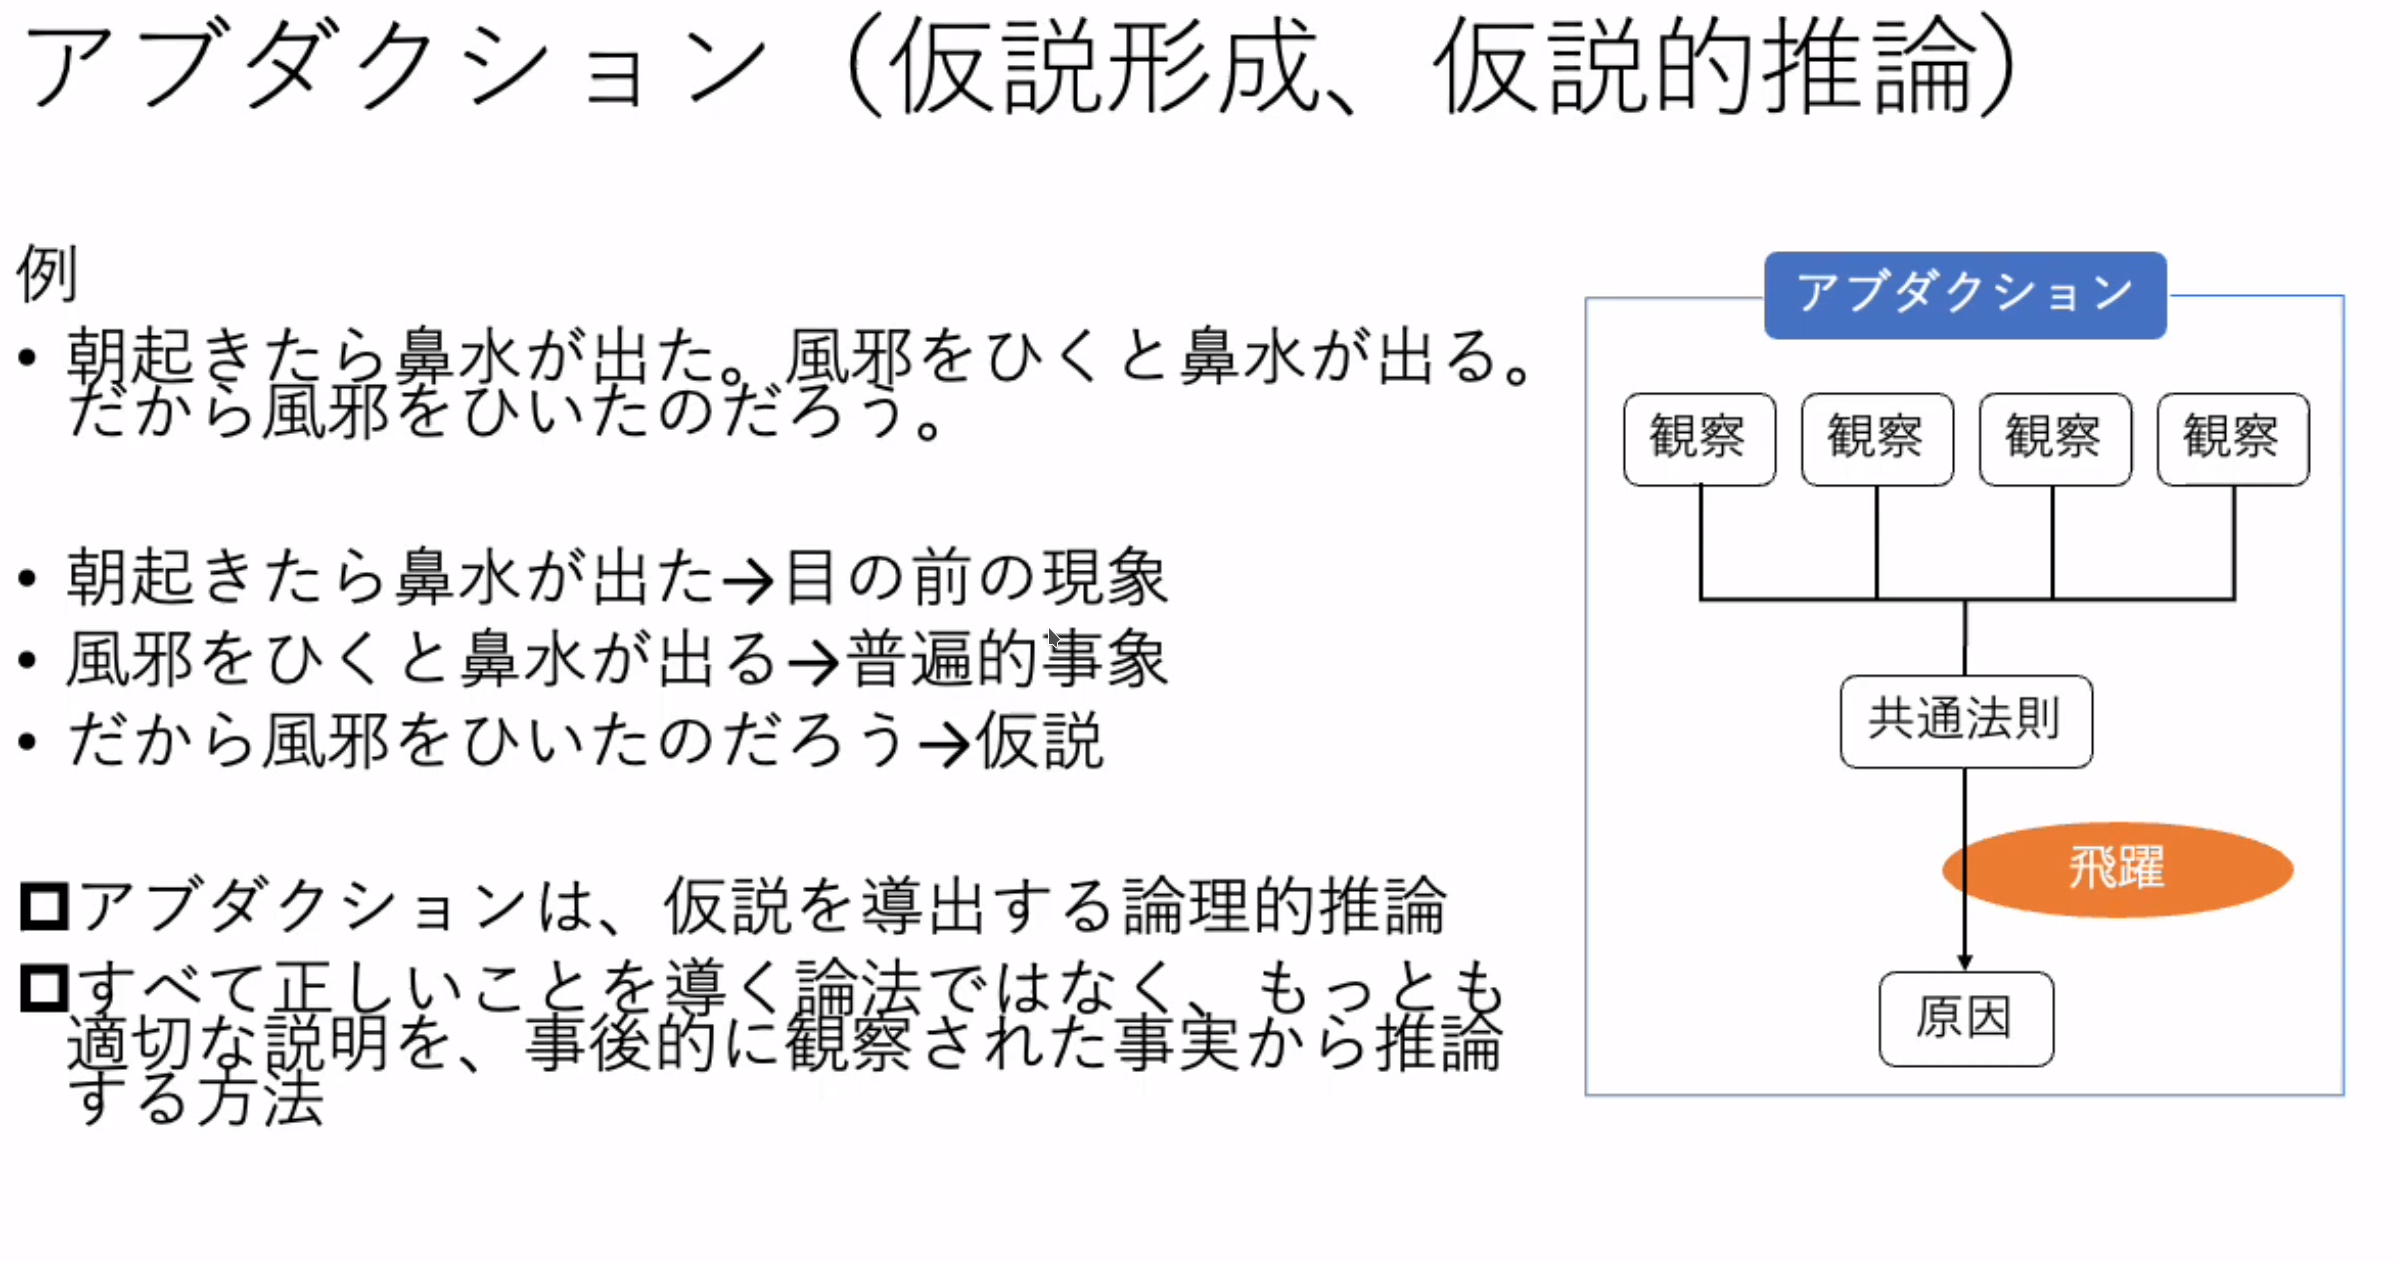 アブダクション（仮説形成、仮説的推論）
例
• 朝起きたら鼻水が出た。風邪をひくと鼻水が出る。
だから風邪をひいたのだろう。
• 朝起きたら鼻水が出た→目の前の現象
• 風邪をひくと鼻水が出る→普遍的事象
• だから風邪をひいたのだろう→仮説
アブダクションは、仮説を導出する論理的推論
すべて正しいことを導く論法ではなく、もっとも
適切な説明を、事後的に観察された事実から推論
する方法
アブダクション
観察 観察 観察 観察
共通法則
飛躍
原因